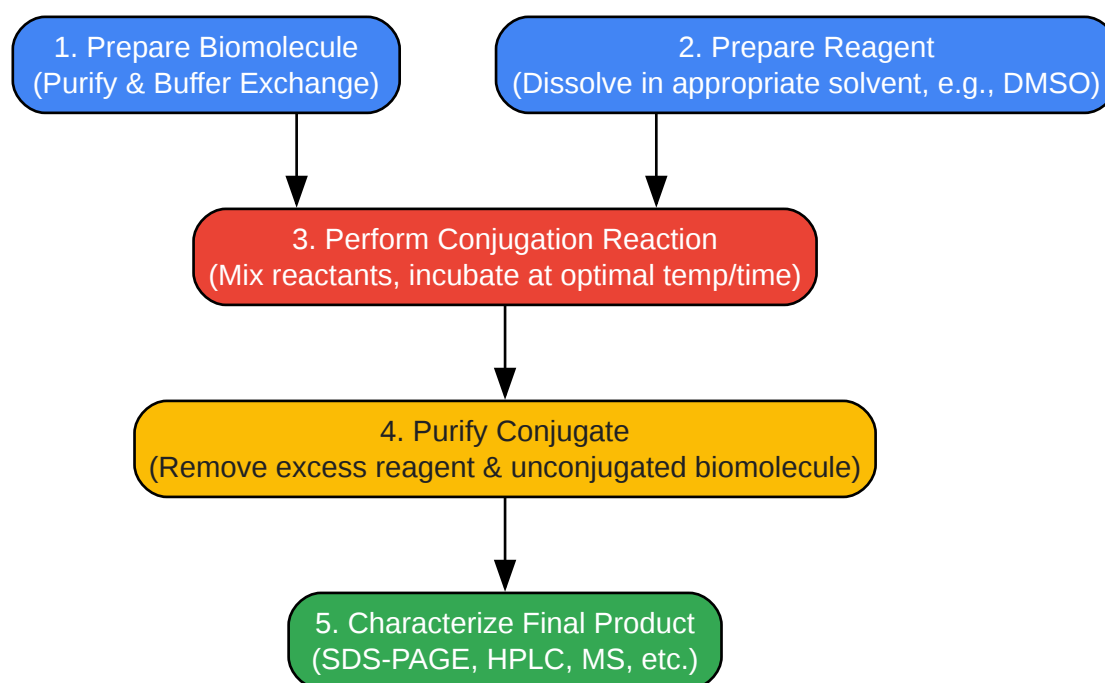 1. Prepare Biomolecule
(Purify & Buffer Exchange)
2. Prepare Reagent
(Dissolve in appropriate solvent, e.g., DMSO)
3. Perform Conjugation Reaction
(Mix reactants, incubate at optimal temp/time)
4. Purify Conjugate
(Remove excess reagent & unconjugated biomolecule)
5. Characterize Final Product
(SDS-PAGE, HPLC, MS, etc.)